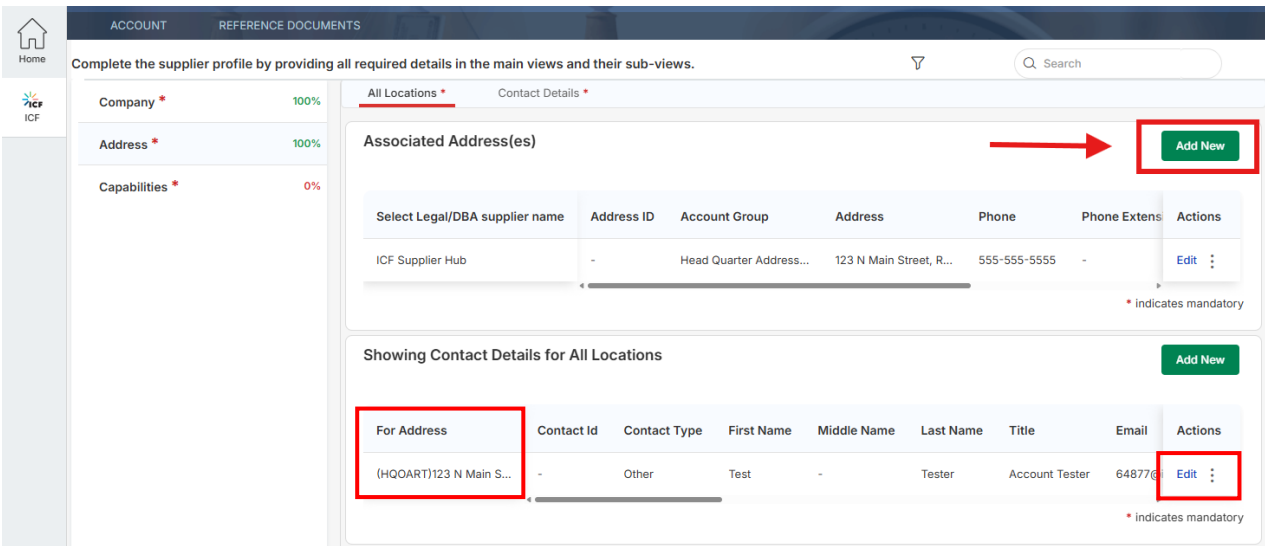 ACCOUNT REFERENCE DOCUMENTS
Home
Complete the supplier profile by providing all required details in the main views and their sub-views.
Search
ICF
ICF
Company * 100%
Address * 100%
Capabilities * 0%
All Locations * Contact Details *
Associated Address(es)
Add New
Select Legal/DBA supplier name Address ID Account Group Address Phone Phone Extens Actions
ICF Supplier Hub - Head Quarter Address... 123 N Main Street, R... 555-555-5555 - Edit
* indicates mandatory
Showing Contact Details for All Locations
Add New
For Address Contact Id Contact Type First Name Middle Name Last Name Title Email Actions
(HQOART)123 N Main S... - Other Test - Tester Account Tester 64877@i Edit
* indicates mandatory